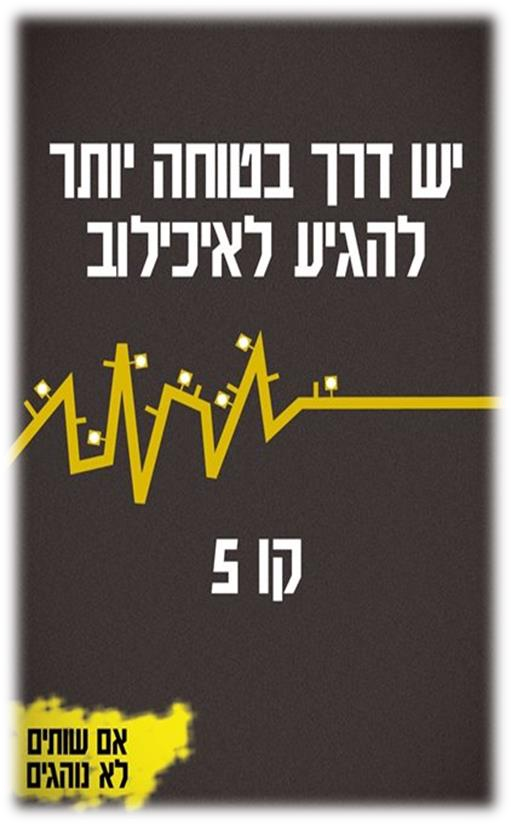 יש דרך בטוחה יותר
להגיע לאיכילוב
קו 5
אם שותים
לא נוהגים